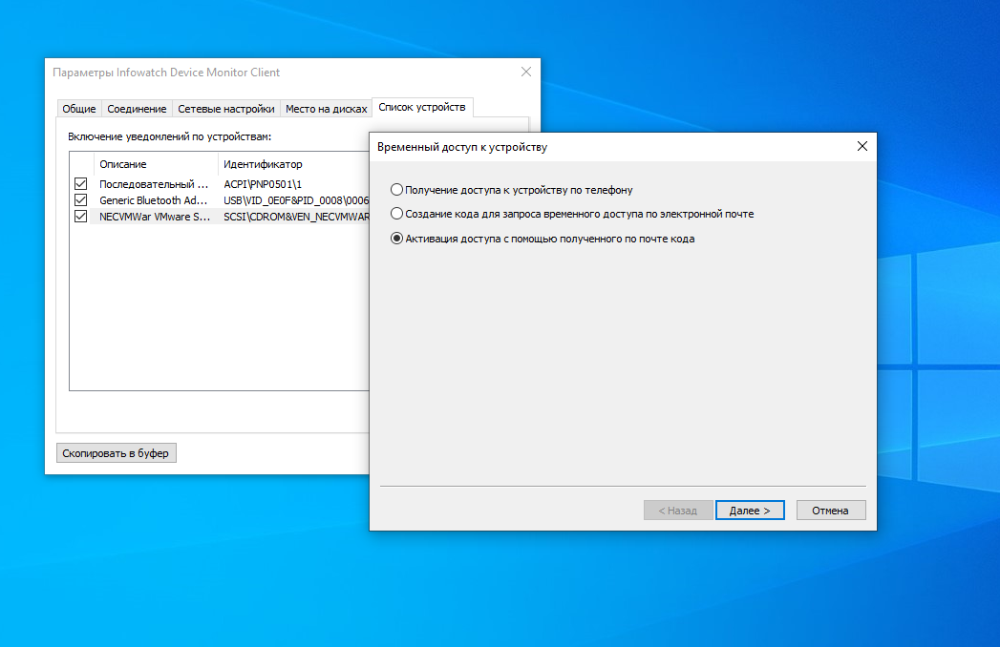 Параметры Infowatch Device Monitor Client
Общие Соединение Сетевые настройки Место на дисках Список устройств
Включение уведомлений по устройствам:
Описание Идентификатор
Последовательный ... ACPI\PNP0501\1
Generic Bluetooth Ad... USB\VID_0E0F&PID_0008\0006
NECVMWar VMware S... SCSI\CDROM&VEN_NECVMWAR
Скопировать в буфер
Временный доступ к устройству
Получение доступа к устройству по телефону
Создание кода для запроса временного доступа по электронной почте
Активация доступа с помощью полученного по почте кода
< Назад Далее > Отмена